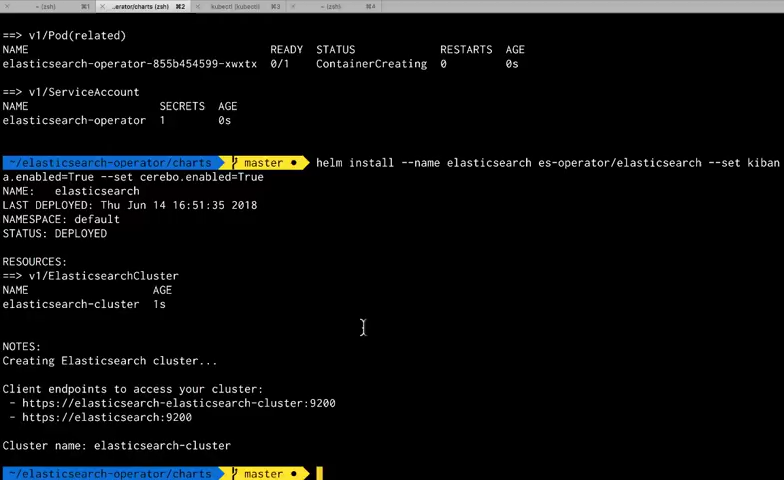 ~ (zsh) ⌘1 ..erator/charts (zsh) ⌘2 kubectl (kubectl) ⌘3 ~ (zsh) ⌘4
==> v1/Pod(related)
NAME READY STATUS RESTARTS AGE
elasticsearch-operator-855b454599-xwxtx 0/1 ContainerCreating 0 0s
==> v1/ServiceAccount
NAME SECRETS AGE
elasticsearch-operator 1 0s
~/elasticsearch-operator/charts master ● helm install --name elasticsearch es-operator/elasticsearch --set kiban
a.enabled=True --set cerebo.enabled=True
NAME: elasticsearch
LAST DEPLOYED: Thu Jun 14 16:51:35 2018
NAMESPACE: default
STATUS: DEPLOYED
RESOURCES:
==> v1/ElasticsearchCluster
NAME AGE
elasticsearch-cluster 1s
NOTES:
Creating Elasticsearch cluster...
Client endpoints to access your cluster:
- https://elasticsearch-elasticsearch-cluster:9200
- https://elasticsearch:9200
Cluster name: elasticsearch-cluster
~/elasticsearch-operator/charts master ●